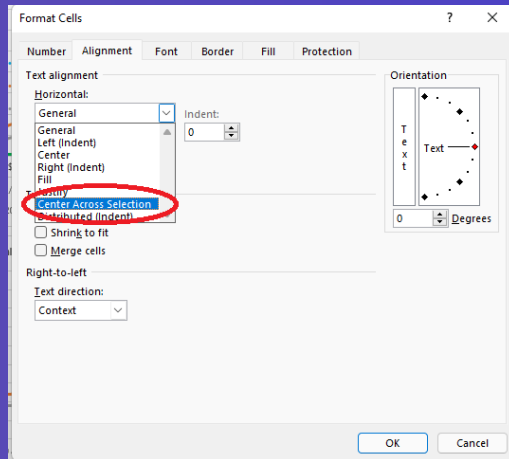 Format Cells
? ×
Number Alignment Font Border Fill Protection
Text alignment
Horizontal:
General
Indent:
0
General
Left (Indent)
Center
Right (Indent)
Fill
Justify
Center Across Selection
Distributed (Indent)
Shrink to fit
Merge cells
Right-to-left
Text direction:
Context
Orientation
Text
Text
0 Degrees
OK Cancel